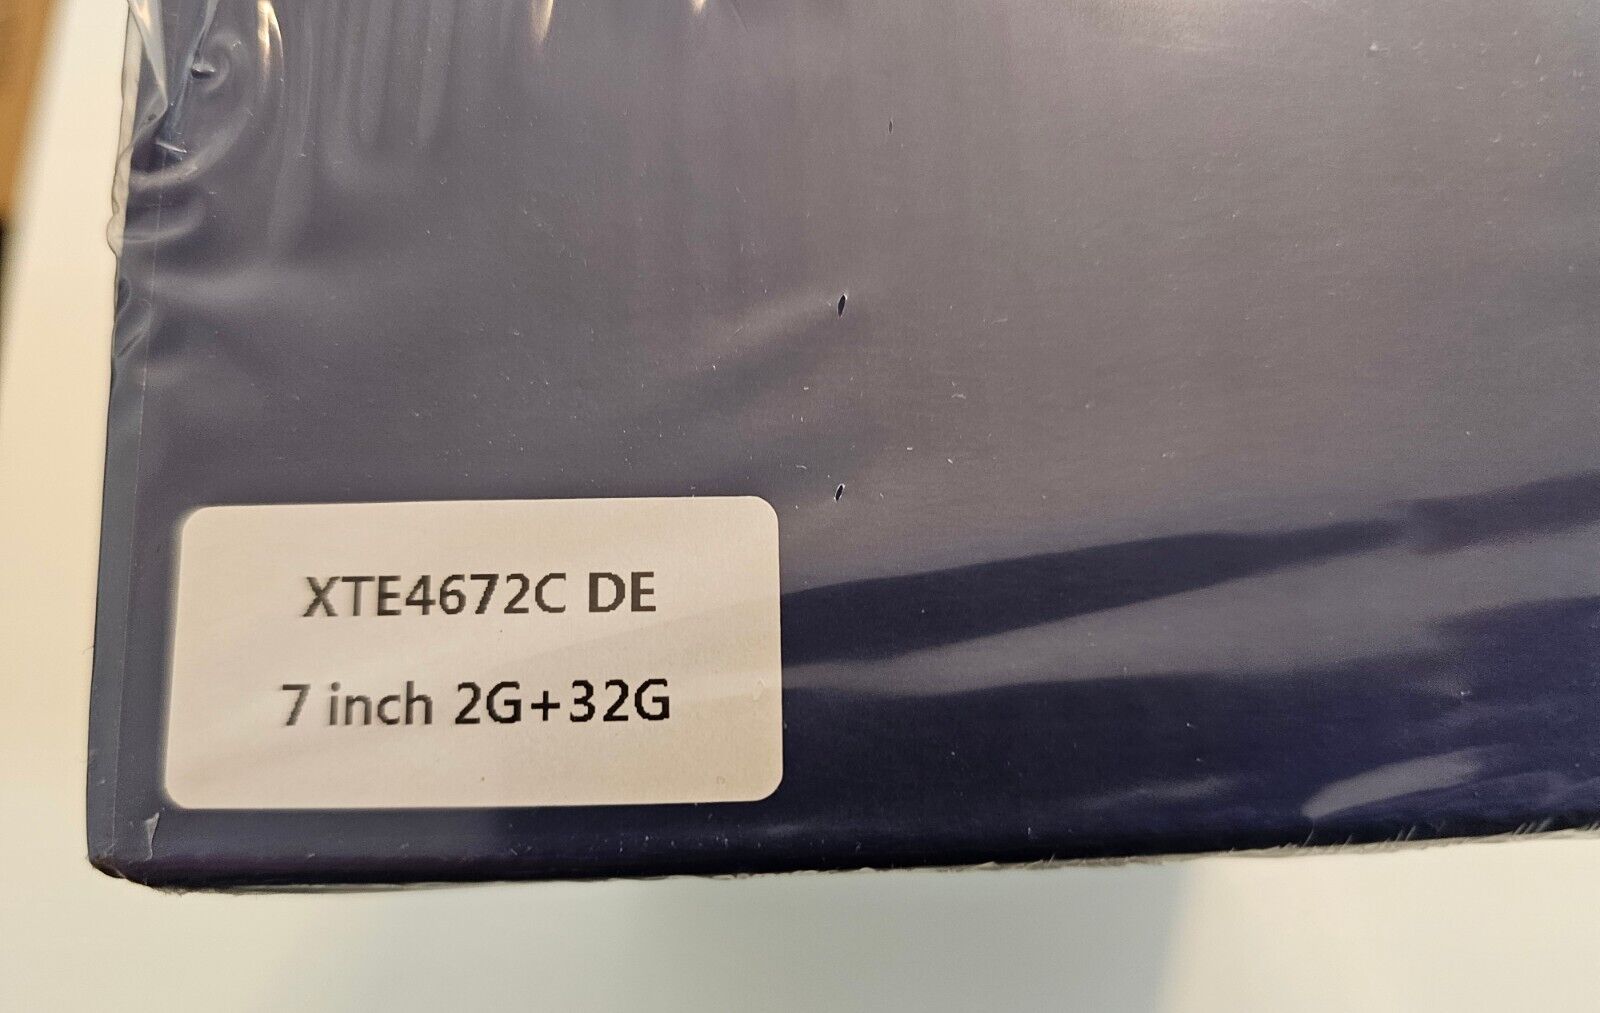 XTE4672C DE
7 inch 2G+32G